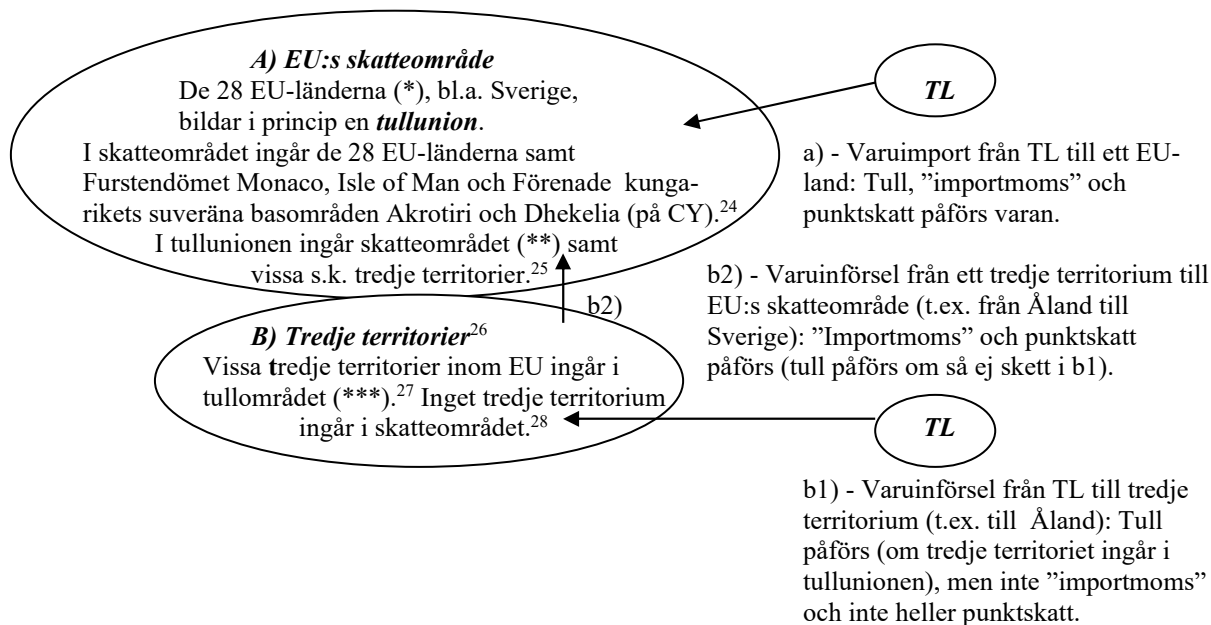 A) EU:s skatteområde
De 28 EU-länderna (*), bl.a. Sverige,
bildar i princip en tullunion.
I skatteområdet ingår de 28 EU-länderna samt
Furstendömet Monaco, Isle of Man och Förenade kunga-
rikets suveräna basområden Akrotiri och Dhekelia (på CY).24
I tullunionen ingår skatteområdet (**) samt
vissa s.k. tredje territorier.25
TL
a) - Varuimport från TL till ett EU-
land: Tull, ”importmoms” och
punktskatt påförs varan.
b2)
b2) - Varuinförsel från ett tredje territorium till
EU:s skatteområde (t.ex. från Åland till
Sverige): ”Importmoms” och punktskatt
påförs (tull påförs om så ej skett i b1).
B) Tredje territorier26
Vissa tredje territorier inom EU ingår i
tullområdet (***).27 Inget tredje territorium
ingår i skatteområdet.28
TL
b1) - Varuinförsel från TL till tredje
territorium (t.ex. till Åland): Tull
påförs (om tredje territoriet ingår i
tullunionen), men inte ”importmoms”
och inte heller punktskatt.